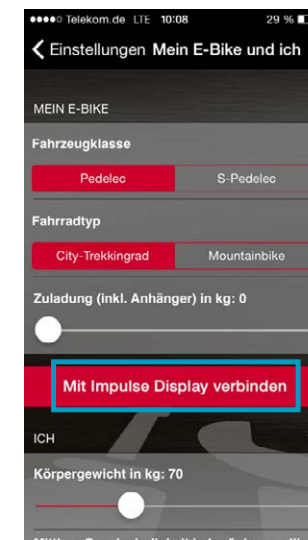 Telekom.de LTE 10:08 29 %
Einstellungen Mein E-Bike und ich
MEIN E-BIKE
Fahrzeugklasse
Pedelec S-Pedelec
Fahrradtyp
City-Trekkingrad Mountainbike
Zuladung (inkl. Anhänger) in kg: 0
Mit Impulse Display verbinden
ICH
Körpergewicht in kg: 70